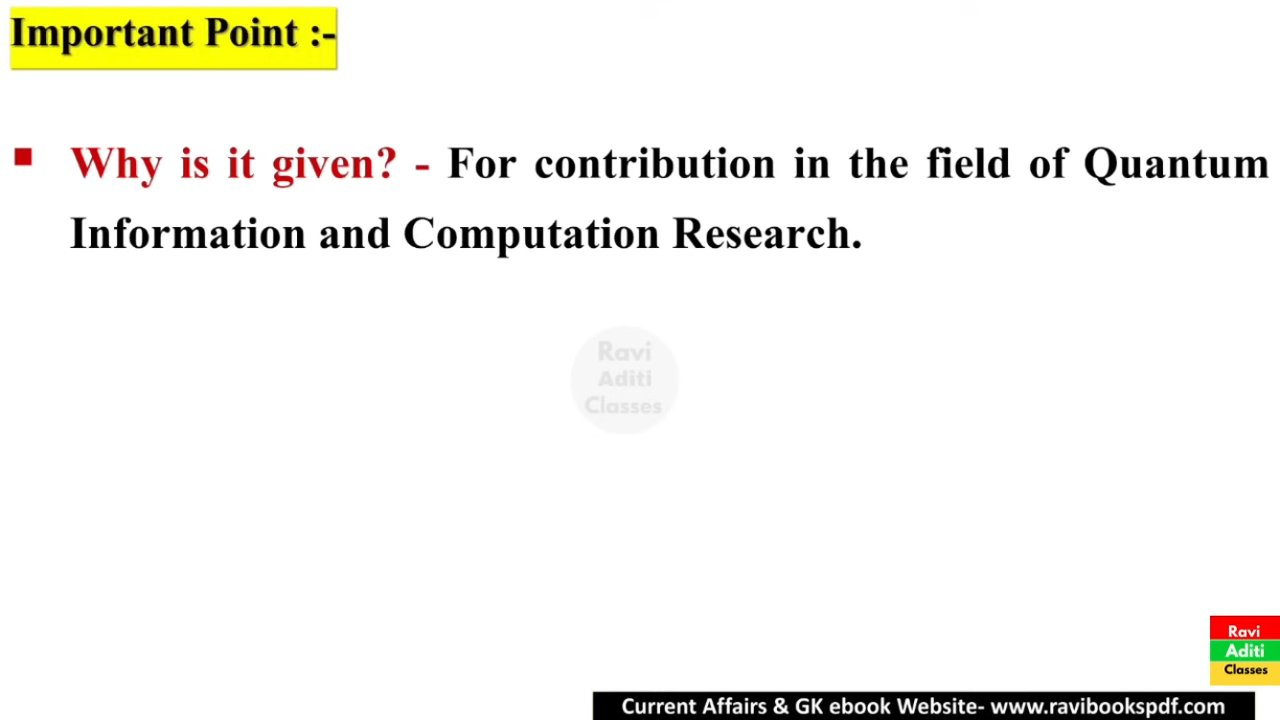 Important Point :-
▪ Why is it given? - For contribution in the field of Quantum
Information and Computation Research.
Ravi
Aditi
Classes
Ravi
Aditi
Classes
Current Affairs & GK ebook Website- www.ravibookspdf.com